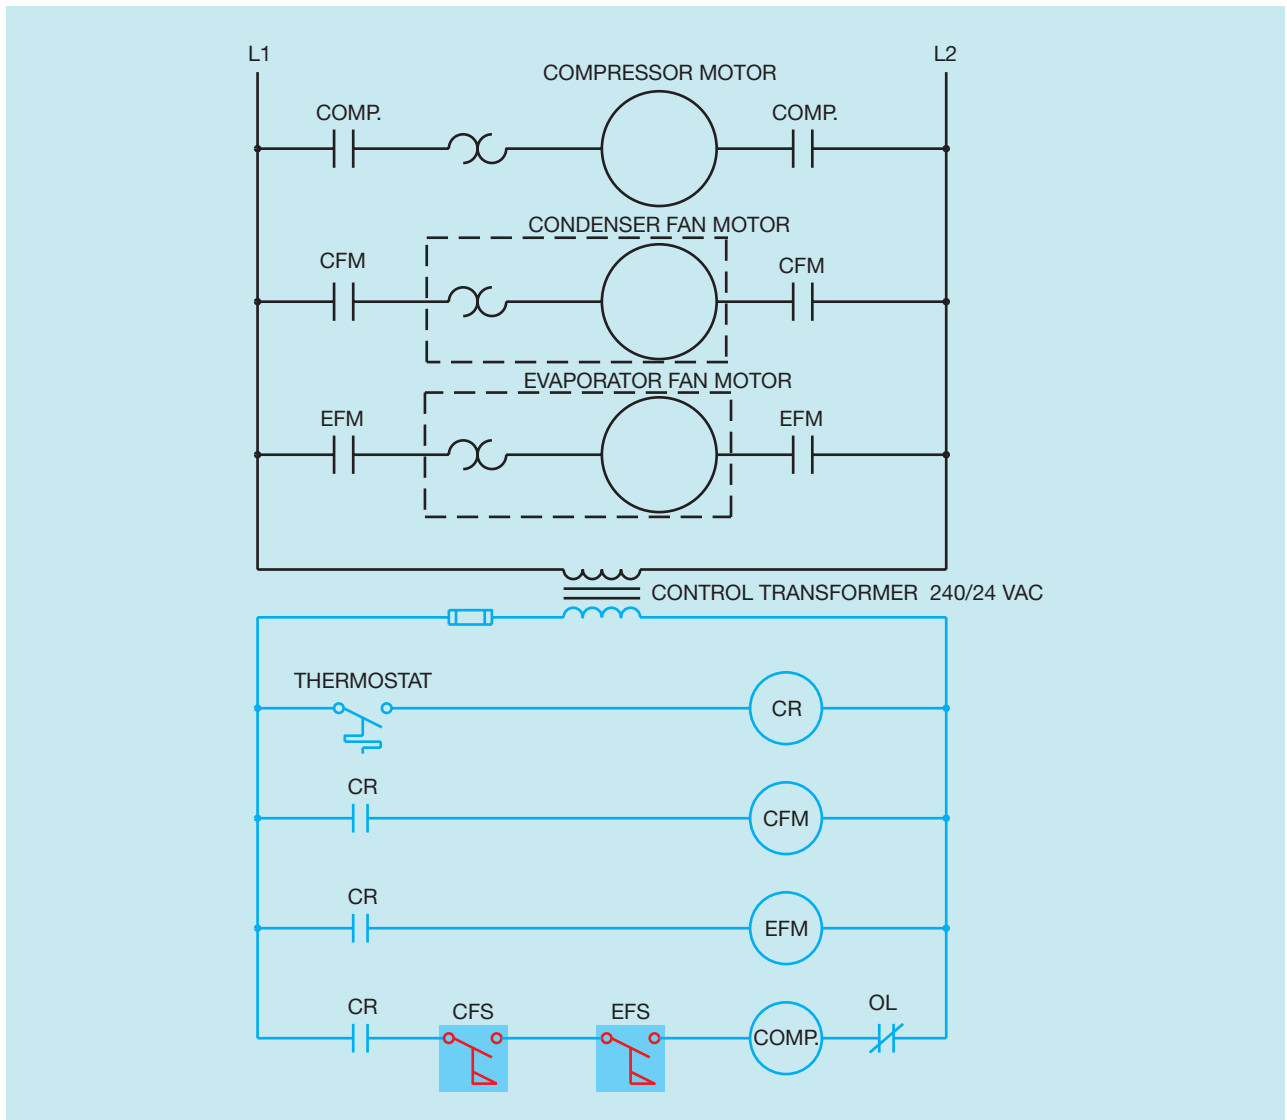 L1
L2
COMPRESSOR MOTOR
COMP.
COMP.
CONDENSER FAN MOTOR
CFM
CFM
EVAPORATOR FAN MOTOR
EFM
EFM
CONTROL TRANSFORMER 240/24 VAC
THERMOSTAT
CR
CR
CFM
CR
EFM
CR
CFS
EFS
COMP.
OL